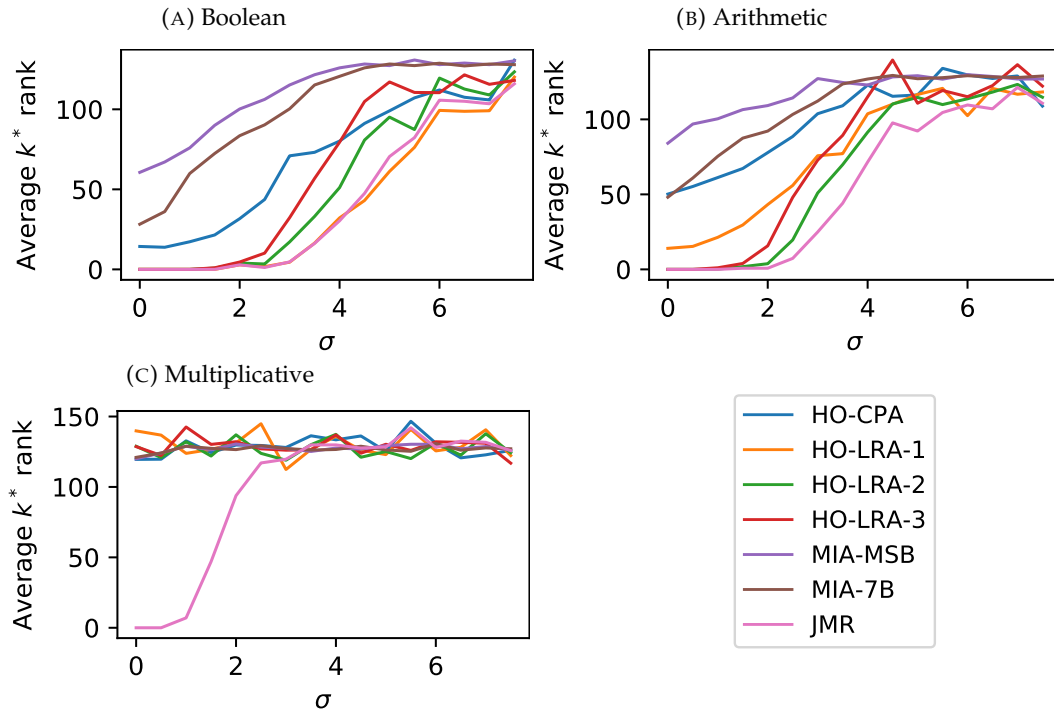 (A) Boolean
Average k* rank
100
50
0
0 2 4 6
σ
(B) Arithmetic
Average k* rank
100
50
0
0 2 4 6
σ
(C) Multiplicative
Average k* rank
150
100
50
0
0 2 4 6
σ
HO-CPA
HO-LRA-1
HO-LRA-2
HO-LRA-3
MIA-MSB
MIA-7B
JMR